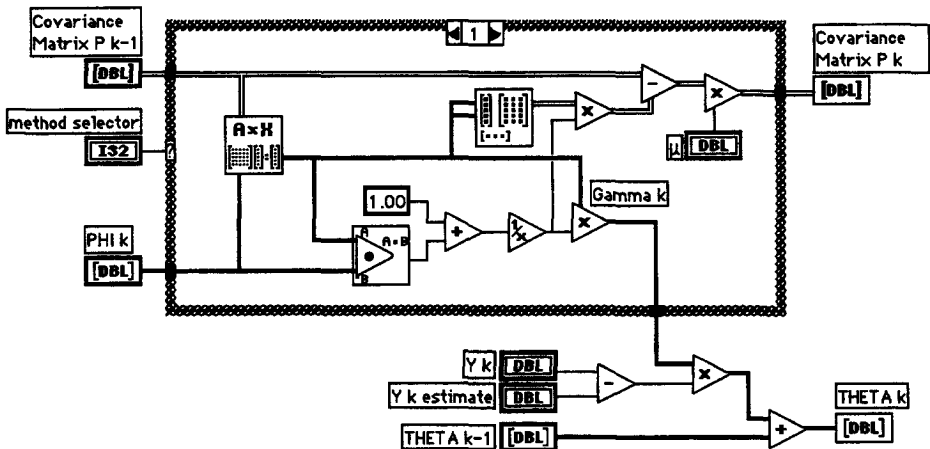 Covariance
Matrix P k-1
[DBL]
method selector
I32
?
PHI k
[DBL]
1
A×X
[•••]
1.00
A
B
A•B
+
1/x
×
×
−
×
μ
DBL
Gamma k
Covariance
Matrix P k
[DBL]
Y k
DBL
Y k estimate
DBL
−
×
THETA k-1
[DBL]
+
THETA k
[DBL]